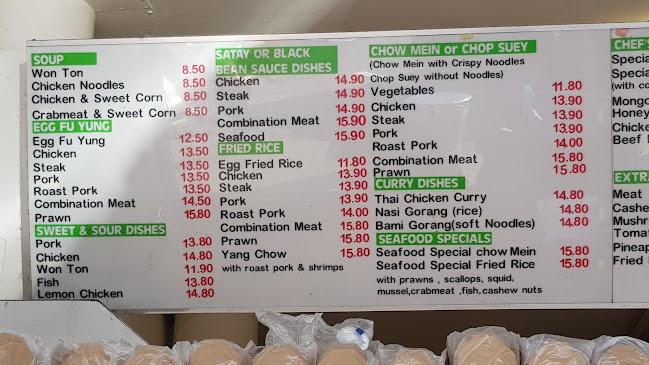 SOUP
Won Ton 8.50
Chicken Noodles 8.50
Chicken & Sweet Corn 8.50
Crabmeat & Sweet Corn 8.50
EGG FU YUNG
Egg Fu Yung 12.50
Chicken 13.50
Steak 13.50
Pork 13.50
Roast Pork 13.50
Combination Meat 14.50
Prawn 15.80
SWEET & SOUR DISHES
Pork 13.80
Chicken 14.80
Won Ton 11.90
Fish 13.80
Lemon Chicken 14.80
SATAY OR BLACK
BEAN SAUCE DISHES
Chicken 14.90
Steak 14.90
Pork 14.90
Combination Meat 15.90
Seafood 15.90
FRIED RICE
Egg Fried Rice 11.80
Chicken 13.90
Steak 13.90
Pork 13.90
Roast Pork 14.00
Combination Meat 15.80
Prawn 15.80
Yang Chow 15.80
with roast pork & shrimps
CHOW MEIN or CHOP SUEY
(Chow Mein with Crispy Noodles
Chop Suey without Noodles)
Vegetables 11.80
Chicken 13.90
Steak 13.90
Pork 13.90
Roast Pork 14.00
Combination Meat 15.80
Prawn 15.80
CURRY DISHES
Thai Chicken Curry 14.80
Nasi Gorang (rice) 14.80
Bami Gorang(soft Noodles) 14.80
SEAFOOD SPECIALS
Seafood Special chow Mein 15.80
Seafood Special Fried Rice 15.80
with prawns , scallops, squid,
mussel,crabmeat ,fish,cashew nuts
CHEF'S
Special
Specia
(with co
Mongo
Honey
Chicke
Beef
EXTRA
Meat
Cashe
Mushr
Tomat
Pineap
Fried